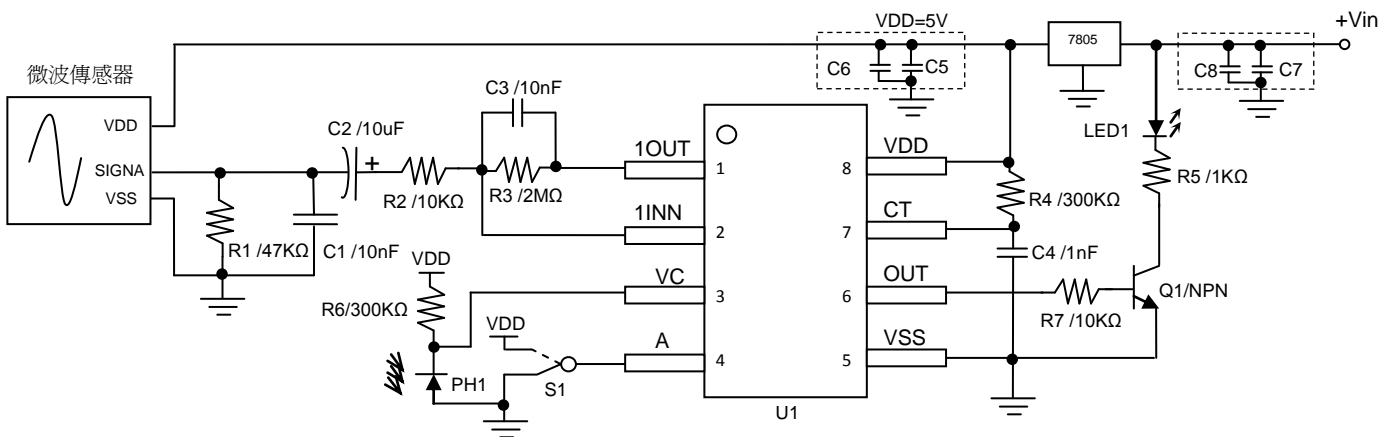 VDD=5V
+Vin
7805
C6
C5
C8
C7
微波傳感器
C3 /10nF
VDD
C2 /10uF
+
LED1
1OUT
VDD
SIGNA
1
8
R5 /1KΩ
VSS
R3 /2MΩ
R2 /10KΩ
R4 /300KΩ
1INN
CT
2
7
R1 /47KΩ
C1 /10nF
C4 /1nF
VDD
VC
OUT
3
6
Q1/NPN
R6/300KΩ
R7 /10KΩ
VDD
A
VSS
4
5
PH1
S1
U1